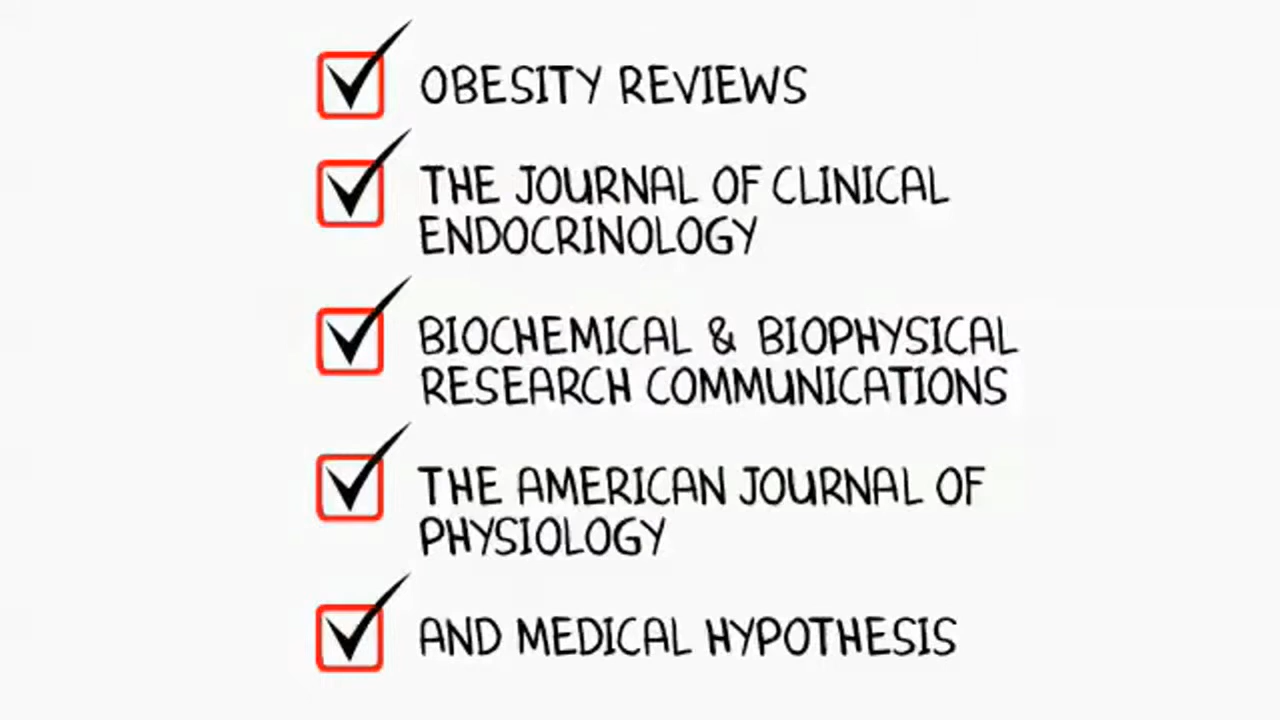 OBESITY REVIEWS
THE JOURNAL OF CLINICAL
ENDOCRINOLOGY
BIOCHEMICAL & BIOPHYSICAL
RESEARCH COMMUNICATIONS
THE AMERICAN JOURNAL OF
PHYSIOLOGY
AND MEDICAL HYPOTHESIS